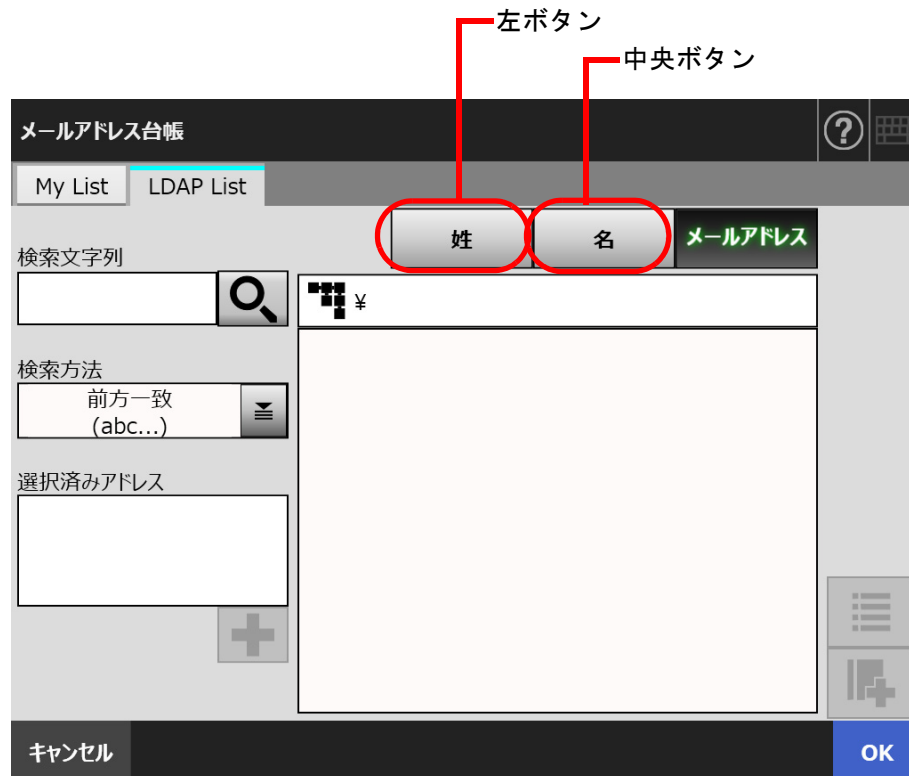 左ボタン
中央ボタン
メールアドレス台帳
?
My List
LDAP List
姓
名
メールアドレス
検索文字列
¥
検索方法
前方一致
(abc...)
選択済みアドレス
キャンセル
OK